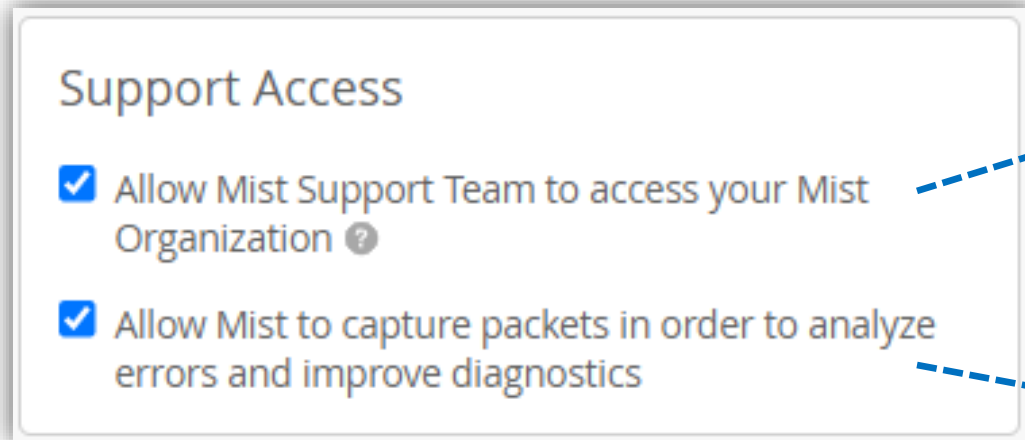 Support Access
Allow Mist Support Team to access your Mist
Organization ?
Allow Mist to capture packets in order to analyze
errors and improve diagnostics